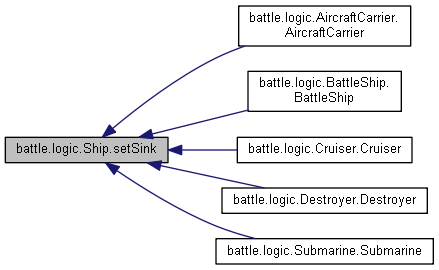 battle.logic.AircraftCarrier.
AircraftCarrier
battle.logic.BattleShip.
BattleShip
battle.logic.Ship.setSink
battle.logic.Cruiser.Cruiser
battle.logic.Destroyer.Destroyer
battle.logic.Submarine.Submarine